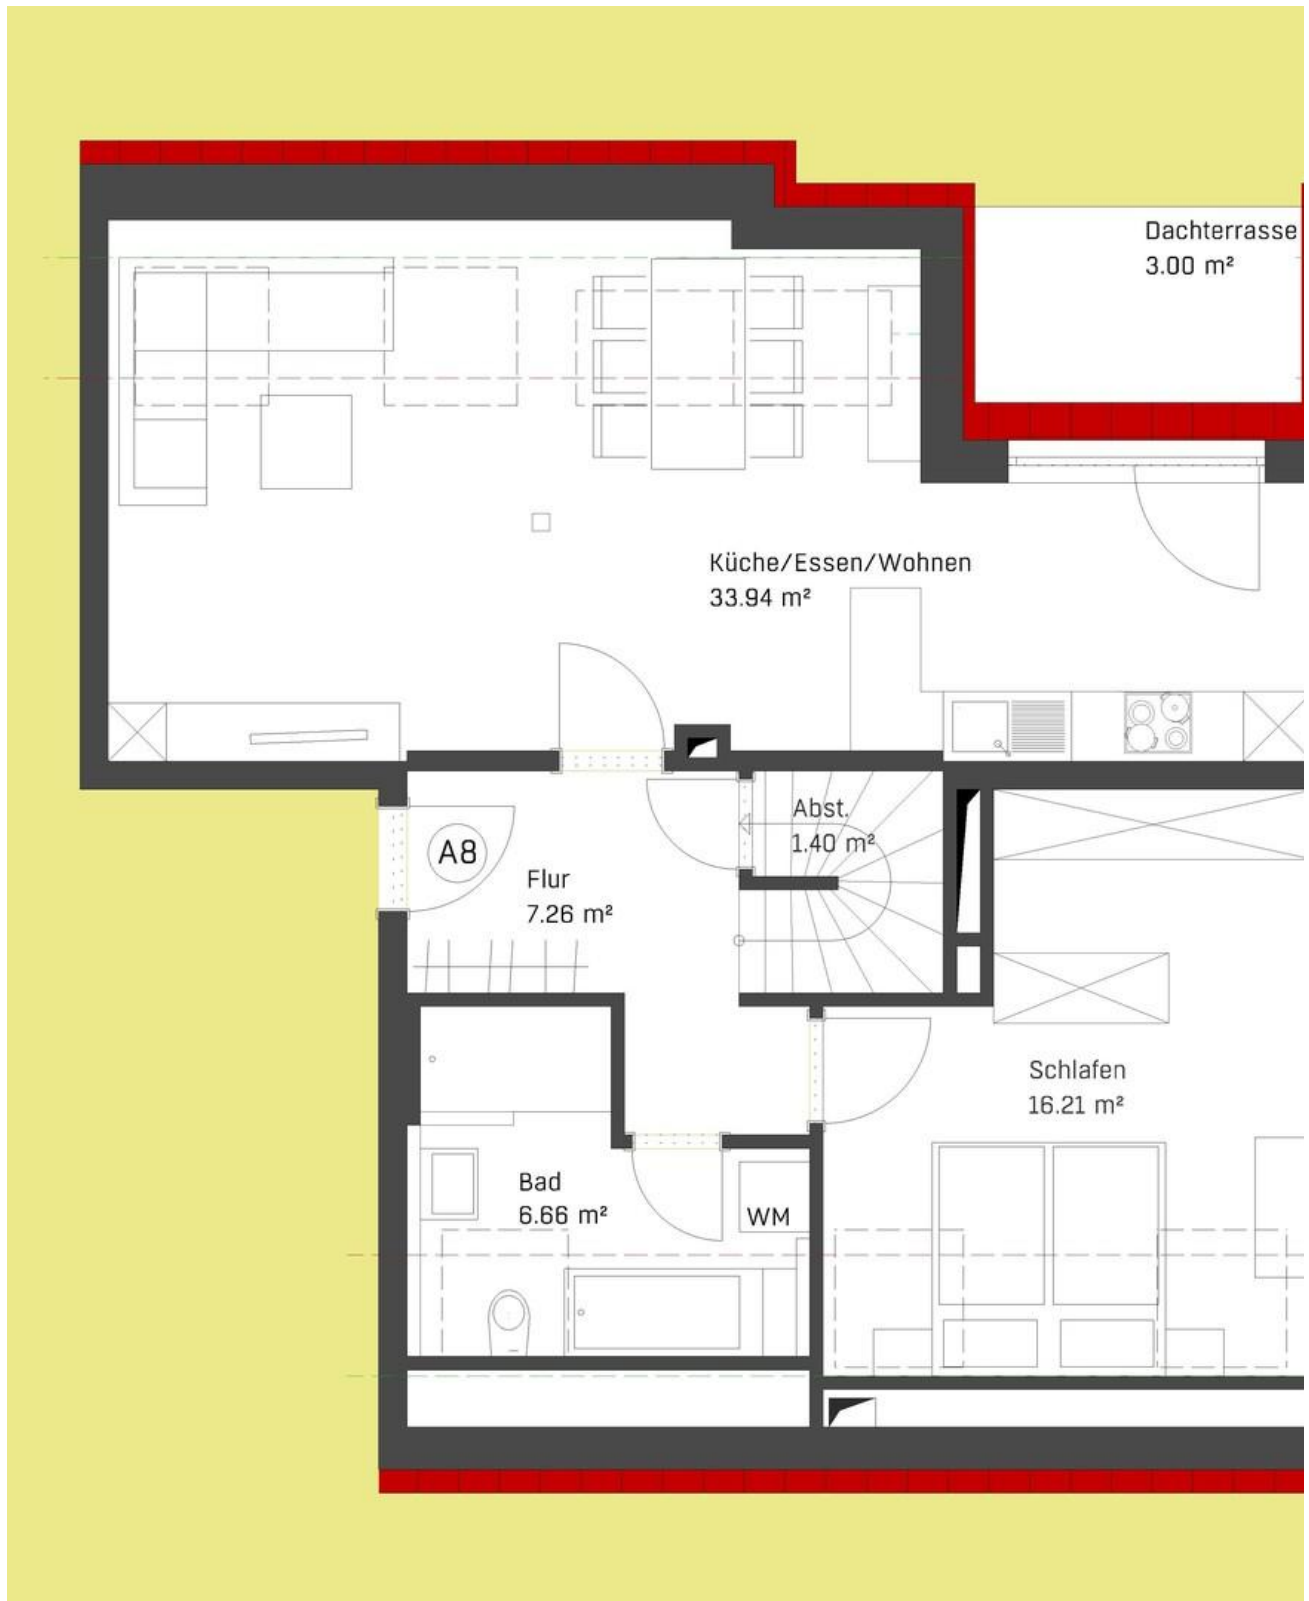 Dachterrasse
3.00 m²
Küche/Essen/Wohnen
33.94 m²
Abst.
1.40 m²
A8
Flur
7.26 m²
Schlafen
16.21 m²
Bad
6.66 m²
WM